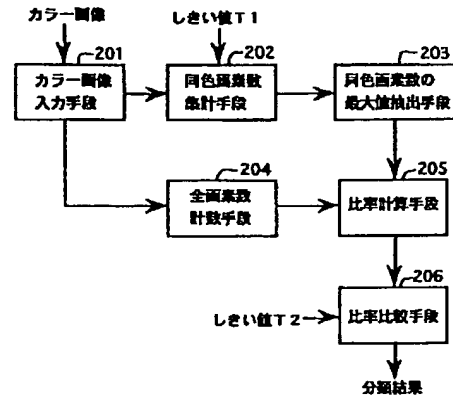 カラー画像
しきい値T1
201
カラー画像
入力手段
202
同色画素数
集計手段
203
同色画素数の
最大値抽出手段
204
全画素数
計数手段
205
比率計算手段
206
比率比較手段
しきい値T2
分類結果